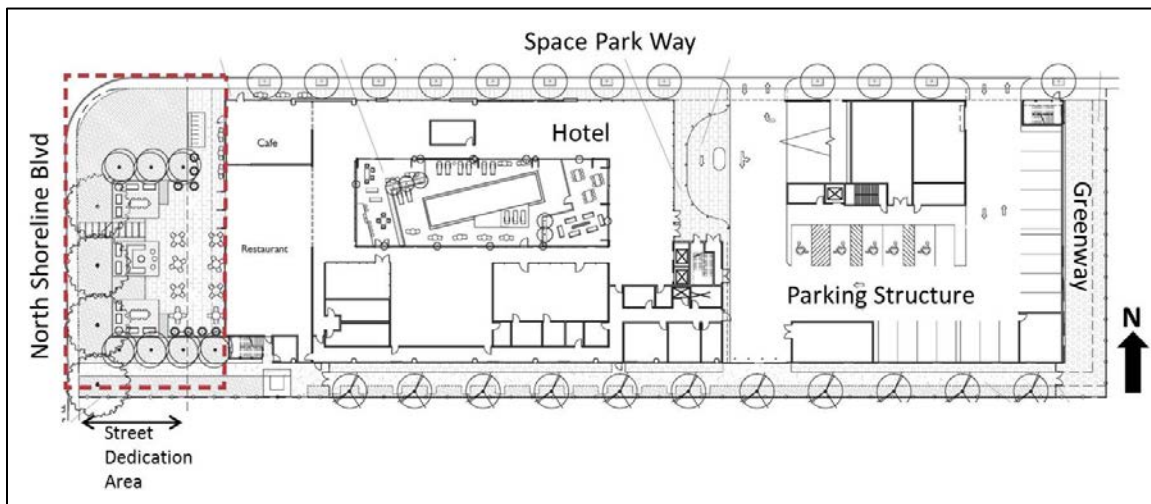 Space Park Way
Cafe
Hotel
North Shoreline Blvd
Restaurant
Greenway
Parking Structure
N
Street
Dedication
Area